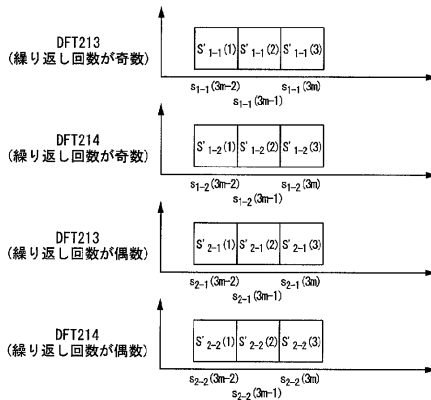 DFT213
(繰り返し回数が奇数)
S'1-1(1) S'1-1(2) S'1-1(3)
s1-1(3m-2) s1-1(3m)
s1-1(3m-1)
DFT214
(繰り返し回数が奇数)
S'1-2(1) S'1-2(2) S'1-2(3)
s1-2(3m-2) s1-2(3m)
s1-2(3m-1)
DFT213
(繰り返し回数が偶数)
S'2-1(1) S'2-1(2) S'2-1(3)
s2-1(3m-2) s2-1(3m)
s2-1(3m-1)
DFT214
(繰り返し回数が偶数)
S'2-2(1) S'2-2(2) S'2-2(3)
s2-2(3m-2) s2-2(3m)
s2-2(3m-1)